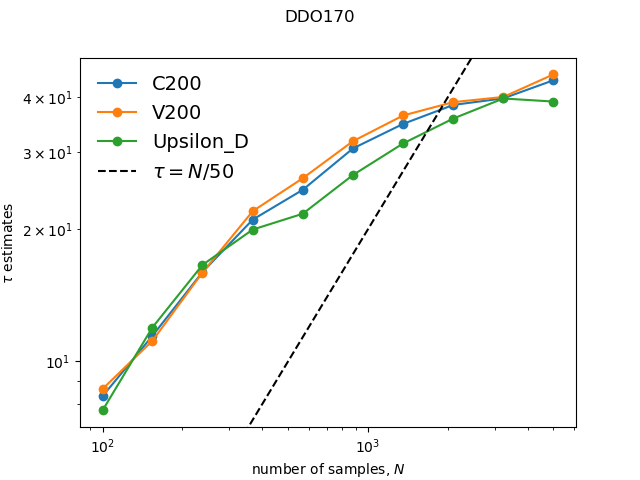 DDO170
C200
V200
Upsilon_D
τ = N/50
4 × 10¹
3 × 10¹
2 × 10¹
10¹
τ estimates
10² 10³
number of samples, N